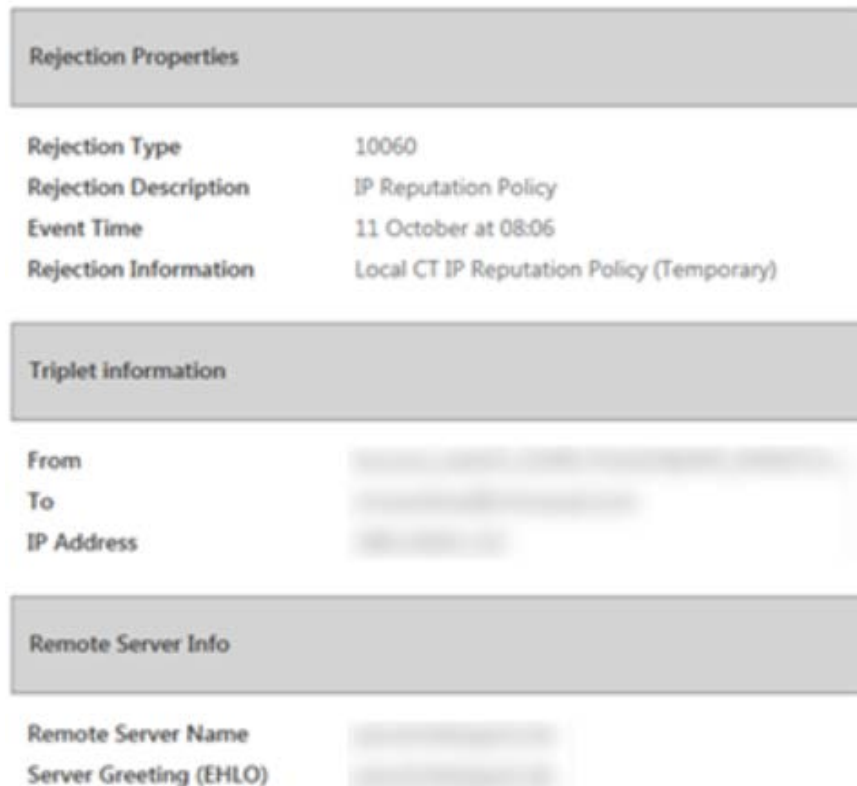 Rejection Properties
Rejection Type 10060
Rejection Description IP Reputation Policy
Event Time 11 October at 08:06
Rejection Information Local CT IP Reputation Policy (Temporary)
Triplet information
From
To
IP Address
Remote Server Info
Remote Server Name
Server Greeting (EHLO)